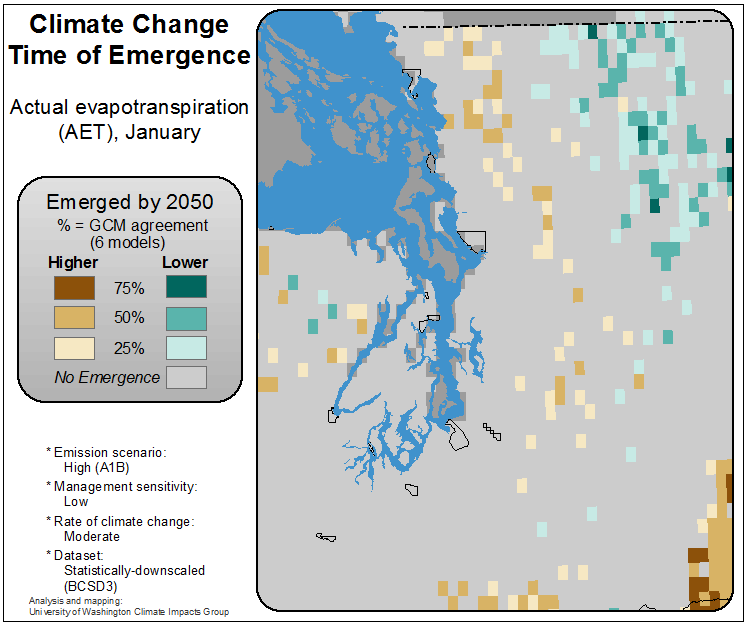 Climate Change
Time of Emergence
Actual evapotranspiration
(AET), January
Emerged by 2050
% = GCM agreement
(6 models)
Higher Lower
75%
50%
25%
No Emergence
* Emission scenario:
High (A1B)
* Management sensitivity:
Low
* Rate of climate change:
Moderate
* Dataset:
Statistically-downscaled
(BCSD3)
Analysis and mapping:
University of Washington Climate Impacts Group